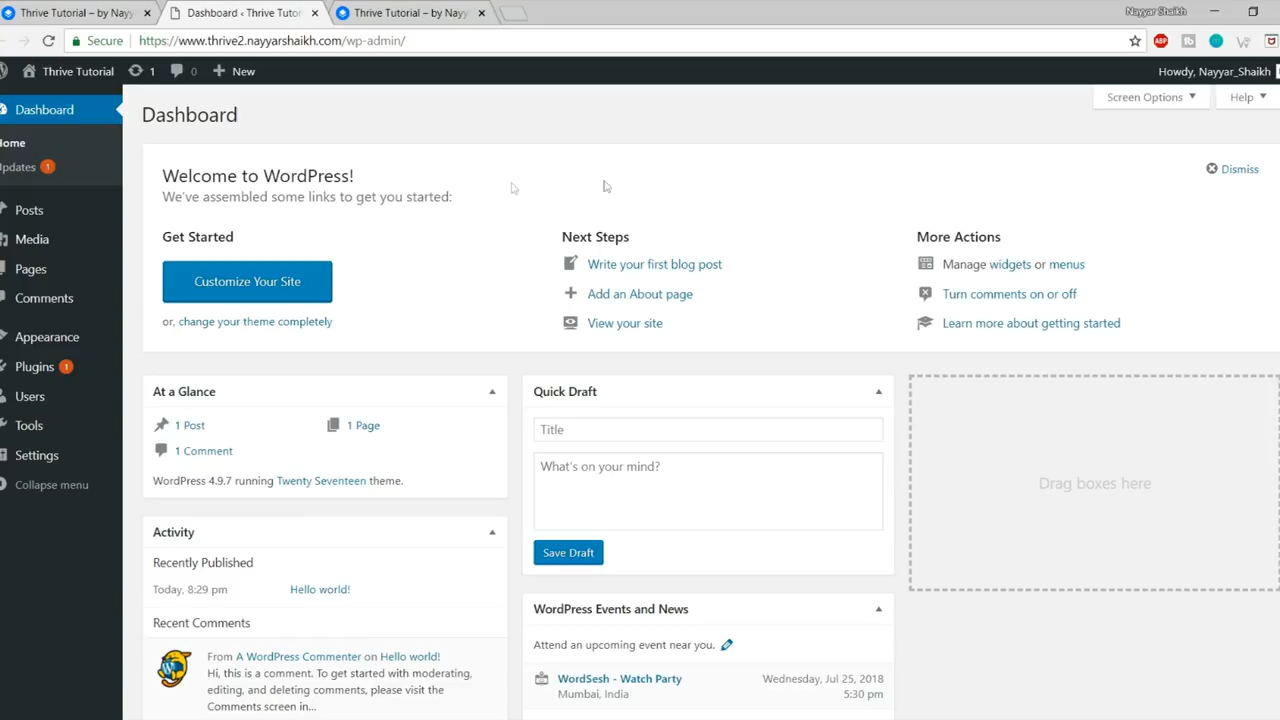 Thrive Tutorial – by Nayy
Dashboard ‹ Thrive Tutor
Thrive Tutorial – by Nayy
Nayyar Shaikh
Secure
https://www.thrive2.nayyarshaikh.com/wp-admin/
ABP
Thrive Tutorial
1
0
New
Howdy, Nayyar_Shaikh
Dashboard
Home
Updates 1
Posts
Media
Pages
Comments
Appearance
Plugins 1
Users
Tools
Settings
Collapse menu
Dashboard
Screen Options
Help
Welcome to WordPress!
We've assembled some links to get you started:
Dismiss
Get Started
Customize Your Site
or, change your theme completely
Next Steps
Write your first blog post
Add an About page
View your site
More Actions
Manage widgets or menus
Turn comments on or off
Learn more about getting started
At a Glance
1 Post
1 Page
1 Comment
WordPress 4.9.7 running Twenty Seventeen theme.
Activity
Recently Published
Today, 8:29 pm
Hello world!
Recent Comments
From A WordPress Commenter on Hello world!
Hi, this is a comment. To get started with moderating,
editing, and deleting comments, please visit the
Comments screen in...
Quick Draft
Title
What's on your mind?
Save Draft
WordPress Events and News
Attend an upcoming event near you.
WordSesh - Watch Party
Mumbai, India
Wednesday, Jul 25, 2018
5:30 pm
Drag boxes here